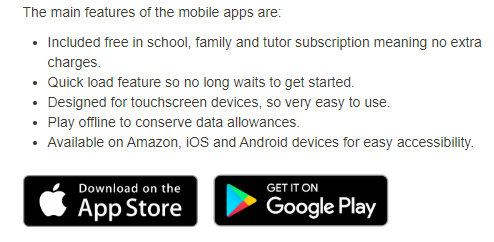 The main features of the mobile apps are:
• Included free in school, family and tutor subscription meaning no extra
charges.
• Quick load feature so no long waits to get started.
• Designed for touchscreen devices, so very easy to use.
• Play offline to conserve data allowances.
• Available on Amazon, iOS and Android devices for easy accessibility.
Download on the
App Store
GET IT ON
Google Play